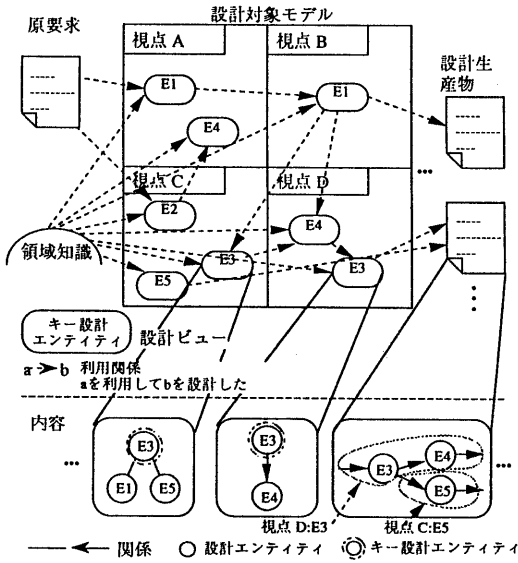 設計対象モデル
原要求
視点 A
視点 B
設計生
産物
E1
E1
E4
...
視点 C
視点 D
E2
E4
領域知識
E3
E3
E5
キー設計
エンティティ
設計ビュー
a→b 利用関係
aを利用してbを設計した
内容
E3
E1
E5
E3
E4
E3
E4
E5
...
...
視点 D:E3
視点 C:E5
関係
設計エンティティ
キー設計エンティティ